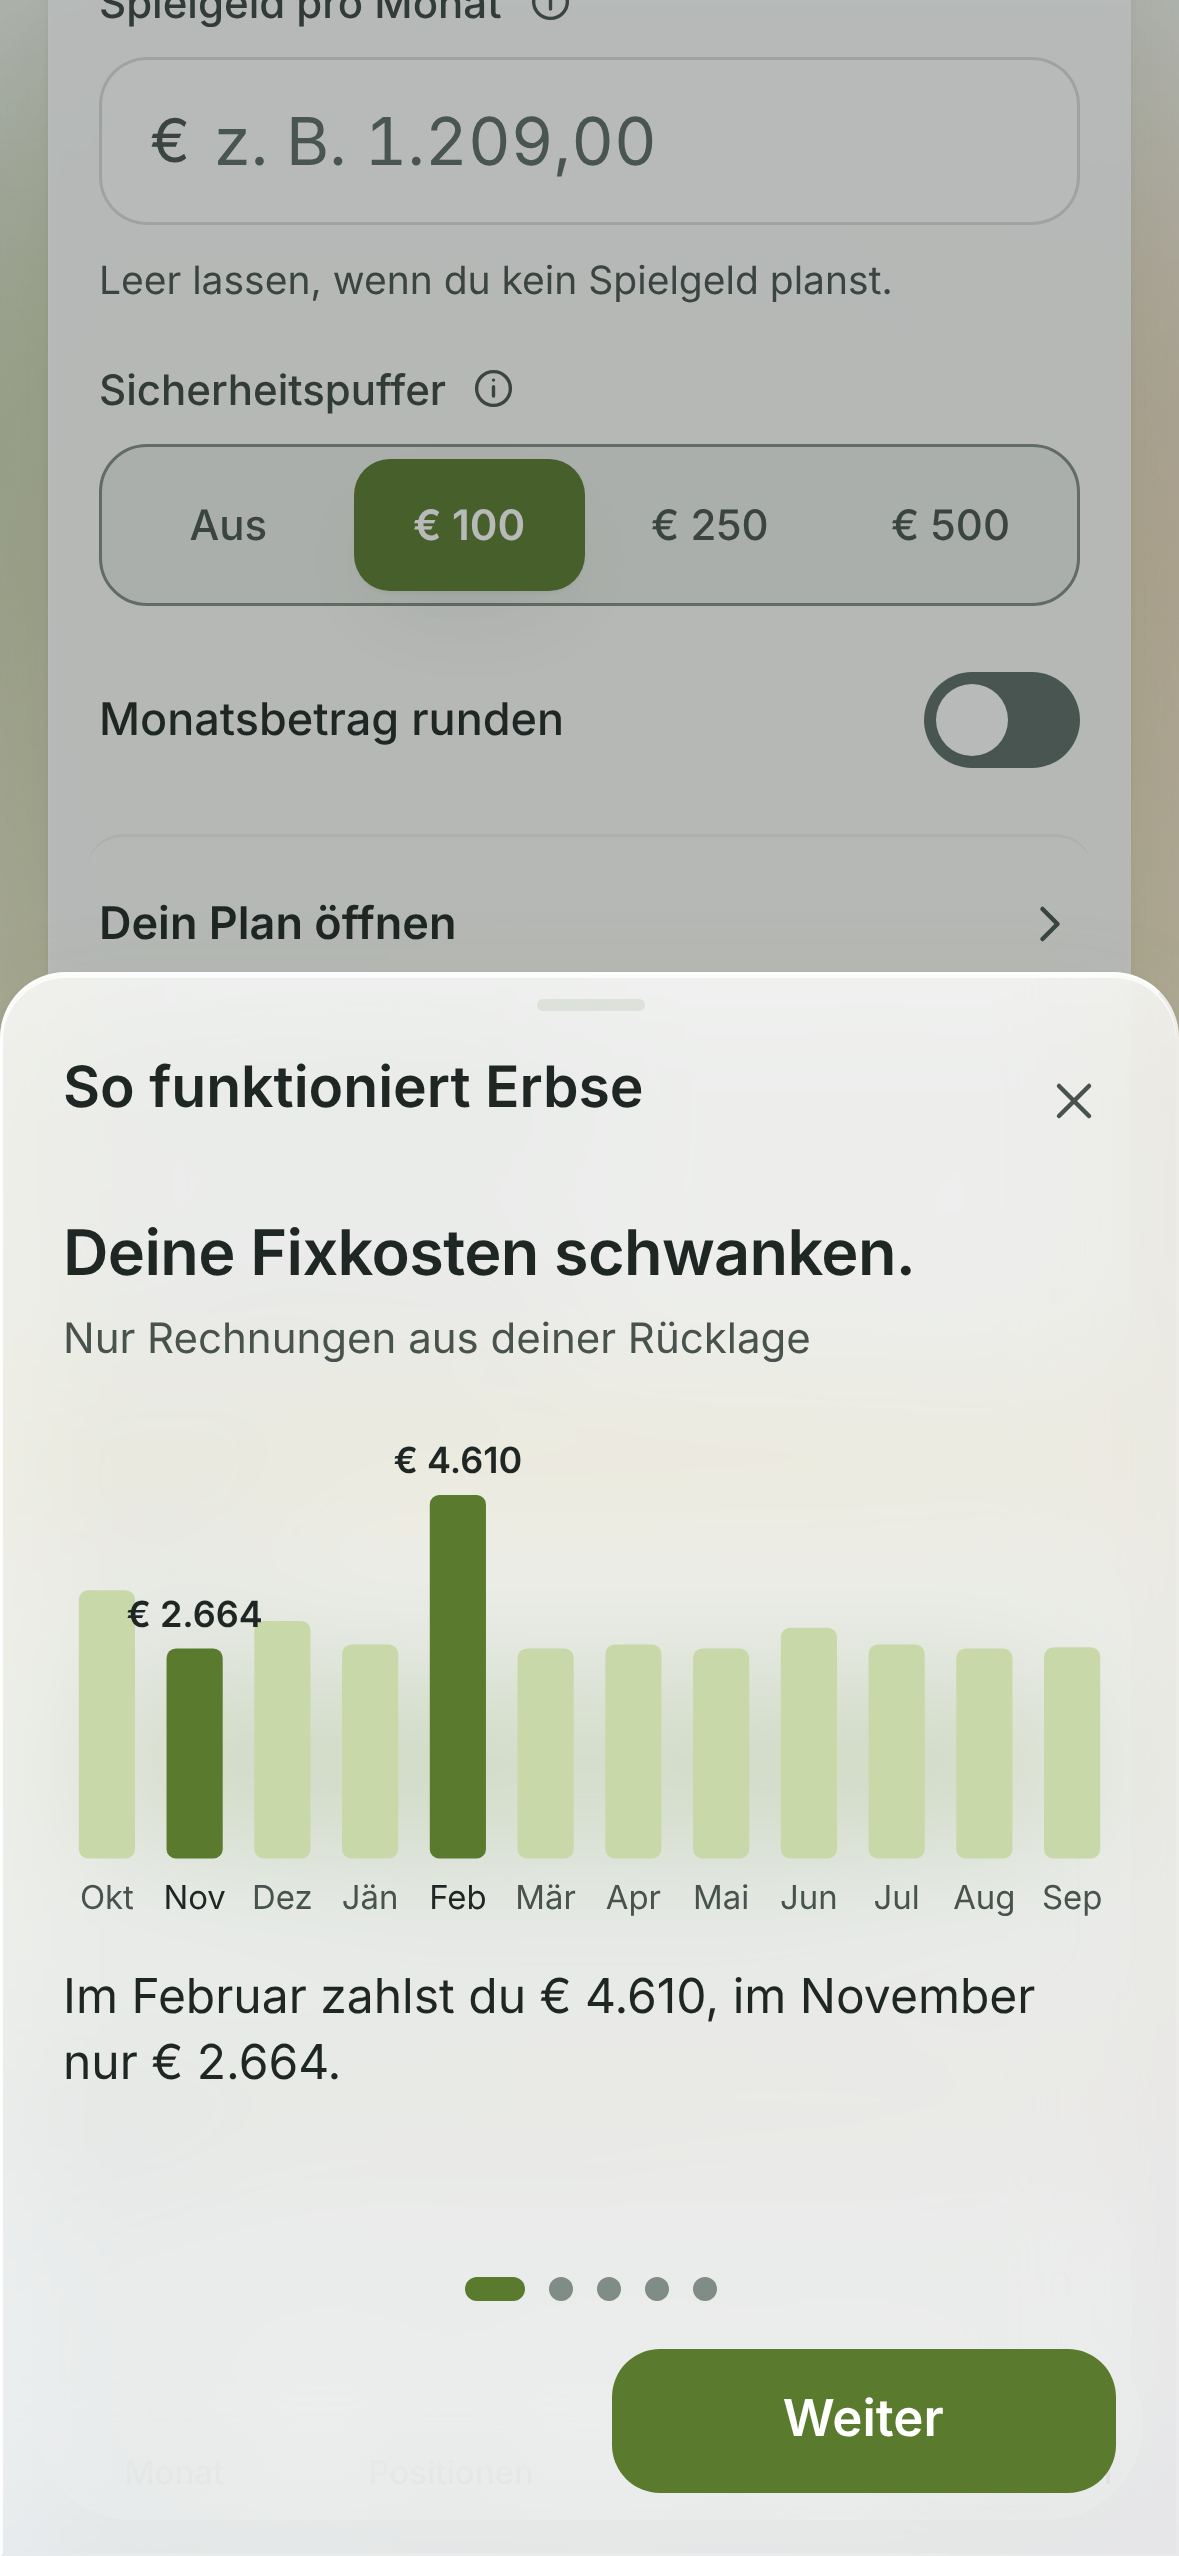 Spielgeld pro Monat
€ z. B. 1.209,00
Leer lassen, wenn du kein Spielgeld planst.
Sicherheitspuffer
Aus € 100 € 250 € 500
Monatsbetrag runden
Dein Plan öffnen
So funktioniert Erbse
Deine Fixkosten schwanken.
Nur Rechnungen aus deiner Rücklage
€ 4.610
€ 2.664
Okt Nov Dez Jän Feb Mär Apr Mai Jun Jul Aug Sep
Im Februar zahlst du € 4.610, im November
nur € 2.664.
Weiter
Monat Positionen